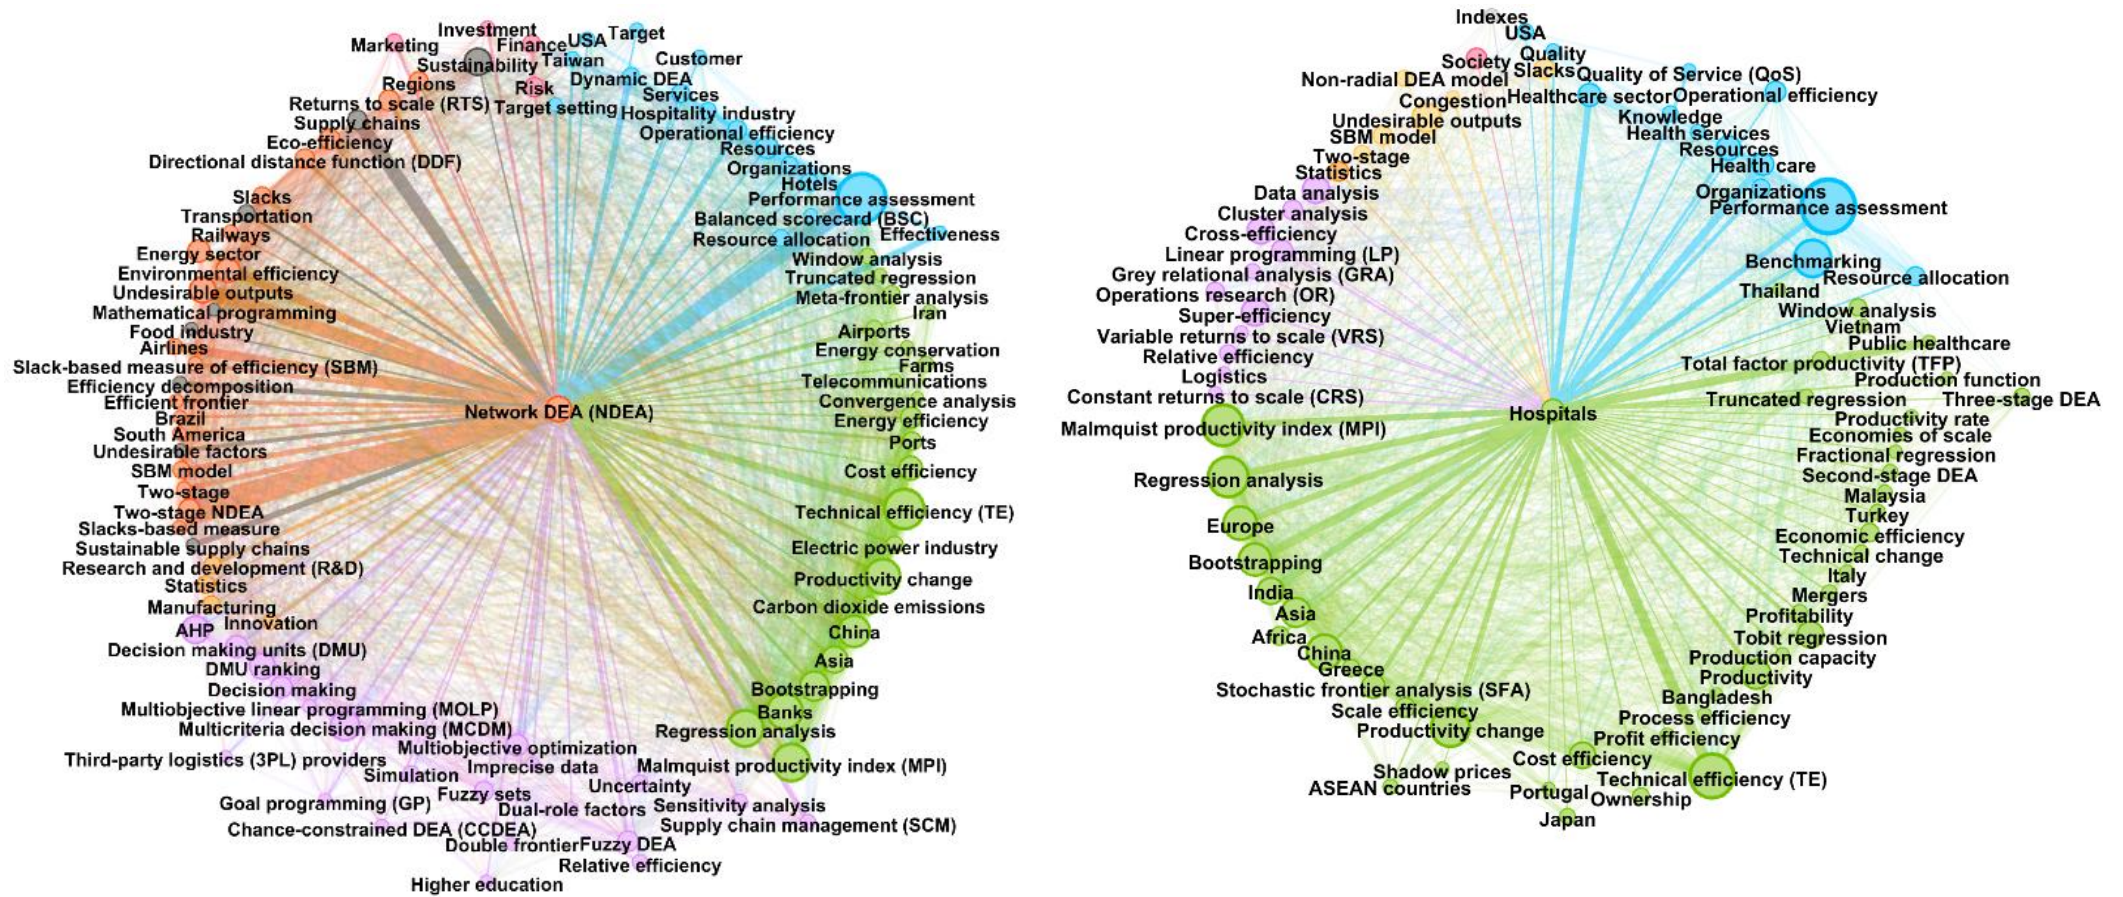 Investment
Marketing
Finance
USA
Target
Sustainability
Taiwan
Customer
Regions
Risk
Dynamic DEA
Services
Returns to scale (RTS)
Target setting
Hospitality industry
Supply chains
Operational efficiency
Eco-efficiency
Resources
Directional distance function (DDF)
Organizations
Hotels
Slacks
Performance assessment
Transportation
Balanced scorecard (BSC)
Railways
Resource allocation
Effectiveness
Energy sector
Window analysis
Environmental efficiency
Truncated regression
Undesirable outputs
Meta-frontier analysis
Mathematical programming
Iran
Food industry
Airports
Airlines
Energy conservation
Slack-based measure of efficiency (SBM)
Farms
Efficiency decomposition
Telecommunications
Efficient frontier
Convergence analysis
Network DEA (NDEA)
Brazil
Energy efficiency
South America
Ports
Undesirable factors
SBM model
Cost efficiency
Two-stage
Two-stage NDEA
Technical efficiency (TE)
Slacks-based measure
Sustainable supply chains
Electric power industry
Research and development (R&D)
Statistics
Productivity change
Manufacturing
Carbon dioxide emissions
Innovation
AHP
China
Decision making units (DMU)
Asia
DMU ranking
Decision making
Bootstrapping
Multiobjective linear programming (MOLP)
Banks
Multicriteria decision making (MCDM)
Regression analysis
Multiobjective optimization
Third-party logistics (3PL) providers
Imprecise data
Malmquist productivity index (MPI)
Simulation
Uncertainty
Fuzzy sets
Goal programming (GP)
Dual-role factors
Sensitivity analysis
Chance-constrained DEA (CCDEA)
Supply chain management (SCM)
Double frontier
Fuzzy DEA
Relative efficiency
Higher education
Indexes
USA
Society
Quality
Slacks
Quality of Service (QoS)
Non-radial DEA model
Congestion
Healthcare sector
Operational efficiency
Undesirable outputs
Knowledge
SBM model
Health services
Two-stage
Resources
Statistics
Health care
Data analysis
Organizations
Cluster analysis
Performance assessment
Cross-efficiency
Linear programming (LP)
Benchmarking
Grey relational analysis (GRA)
Resource allocation
Operations research (OR)
Thailand
Super-efficiency
Window analysis
Vietnam
Variable returns to scale (VRS)
Public healthcare
Relative efficiency
Total factor productivity (TFP)
Logistics
Production function
Constant returns to scale (CRS)
Truncated regression
Three-stage DEA
Hospitals
Productivity rate
Malmquist productivity index (MPI)
Economies of scale
Fractional regression
Regression analysis
Second-stage DEA
Malaysia
Europe
Turkey
Economic efficiency
Bootstrapping
Technical change
India
Italy
Asia
Mergers
Africa
Profitability
China
Tobit regression
Greece
Production capacity
Stochastic frontier analysis (SFA)
Productivity
Scale efficiency
Bangladesh
Productivity change
Process efficiency
Profit efficiency
Shadow prices
Cost efficiency
ASEAN countries
Technical efficiency (TE)
Portugal
Ownership
Japan